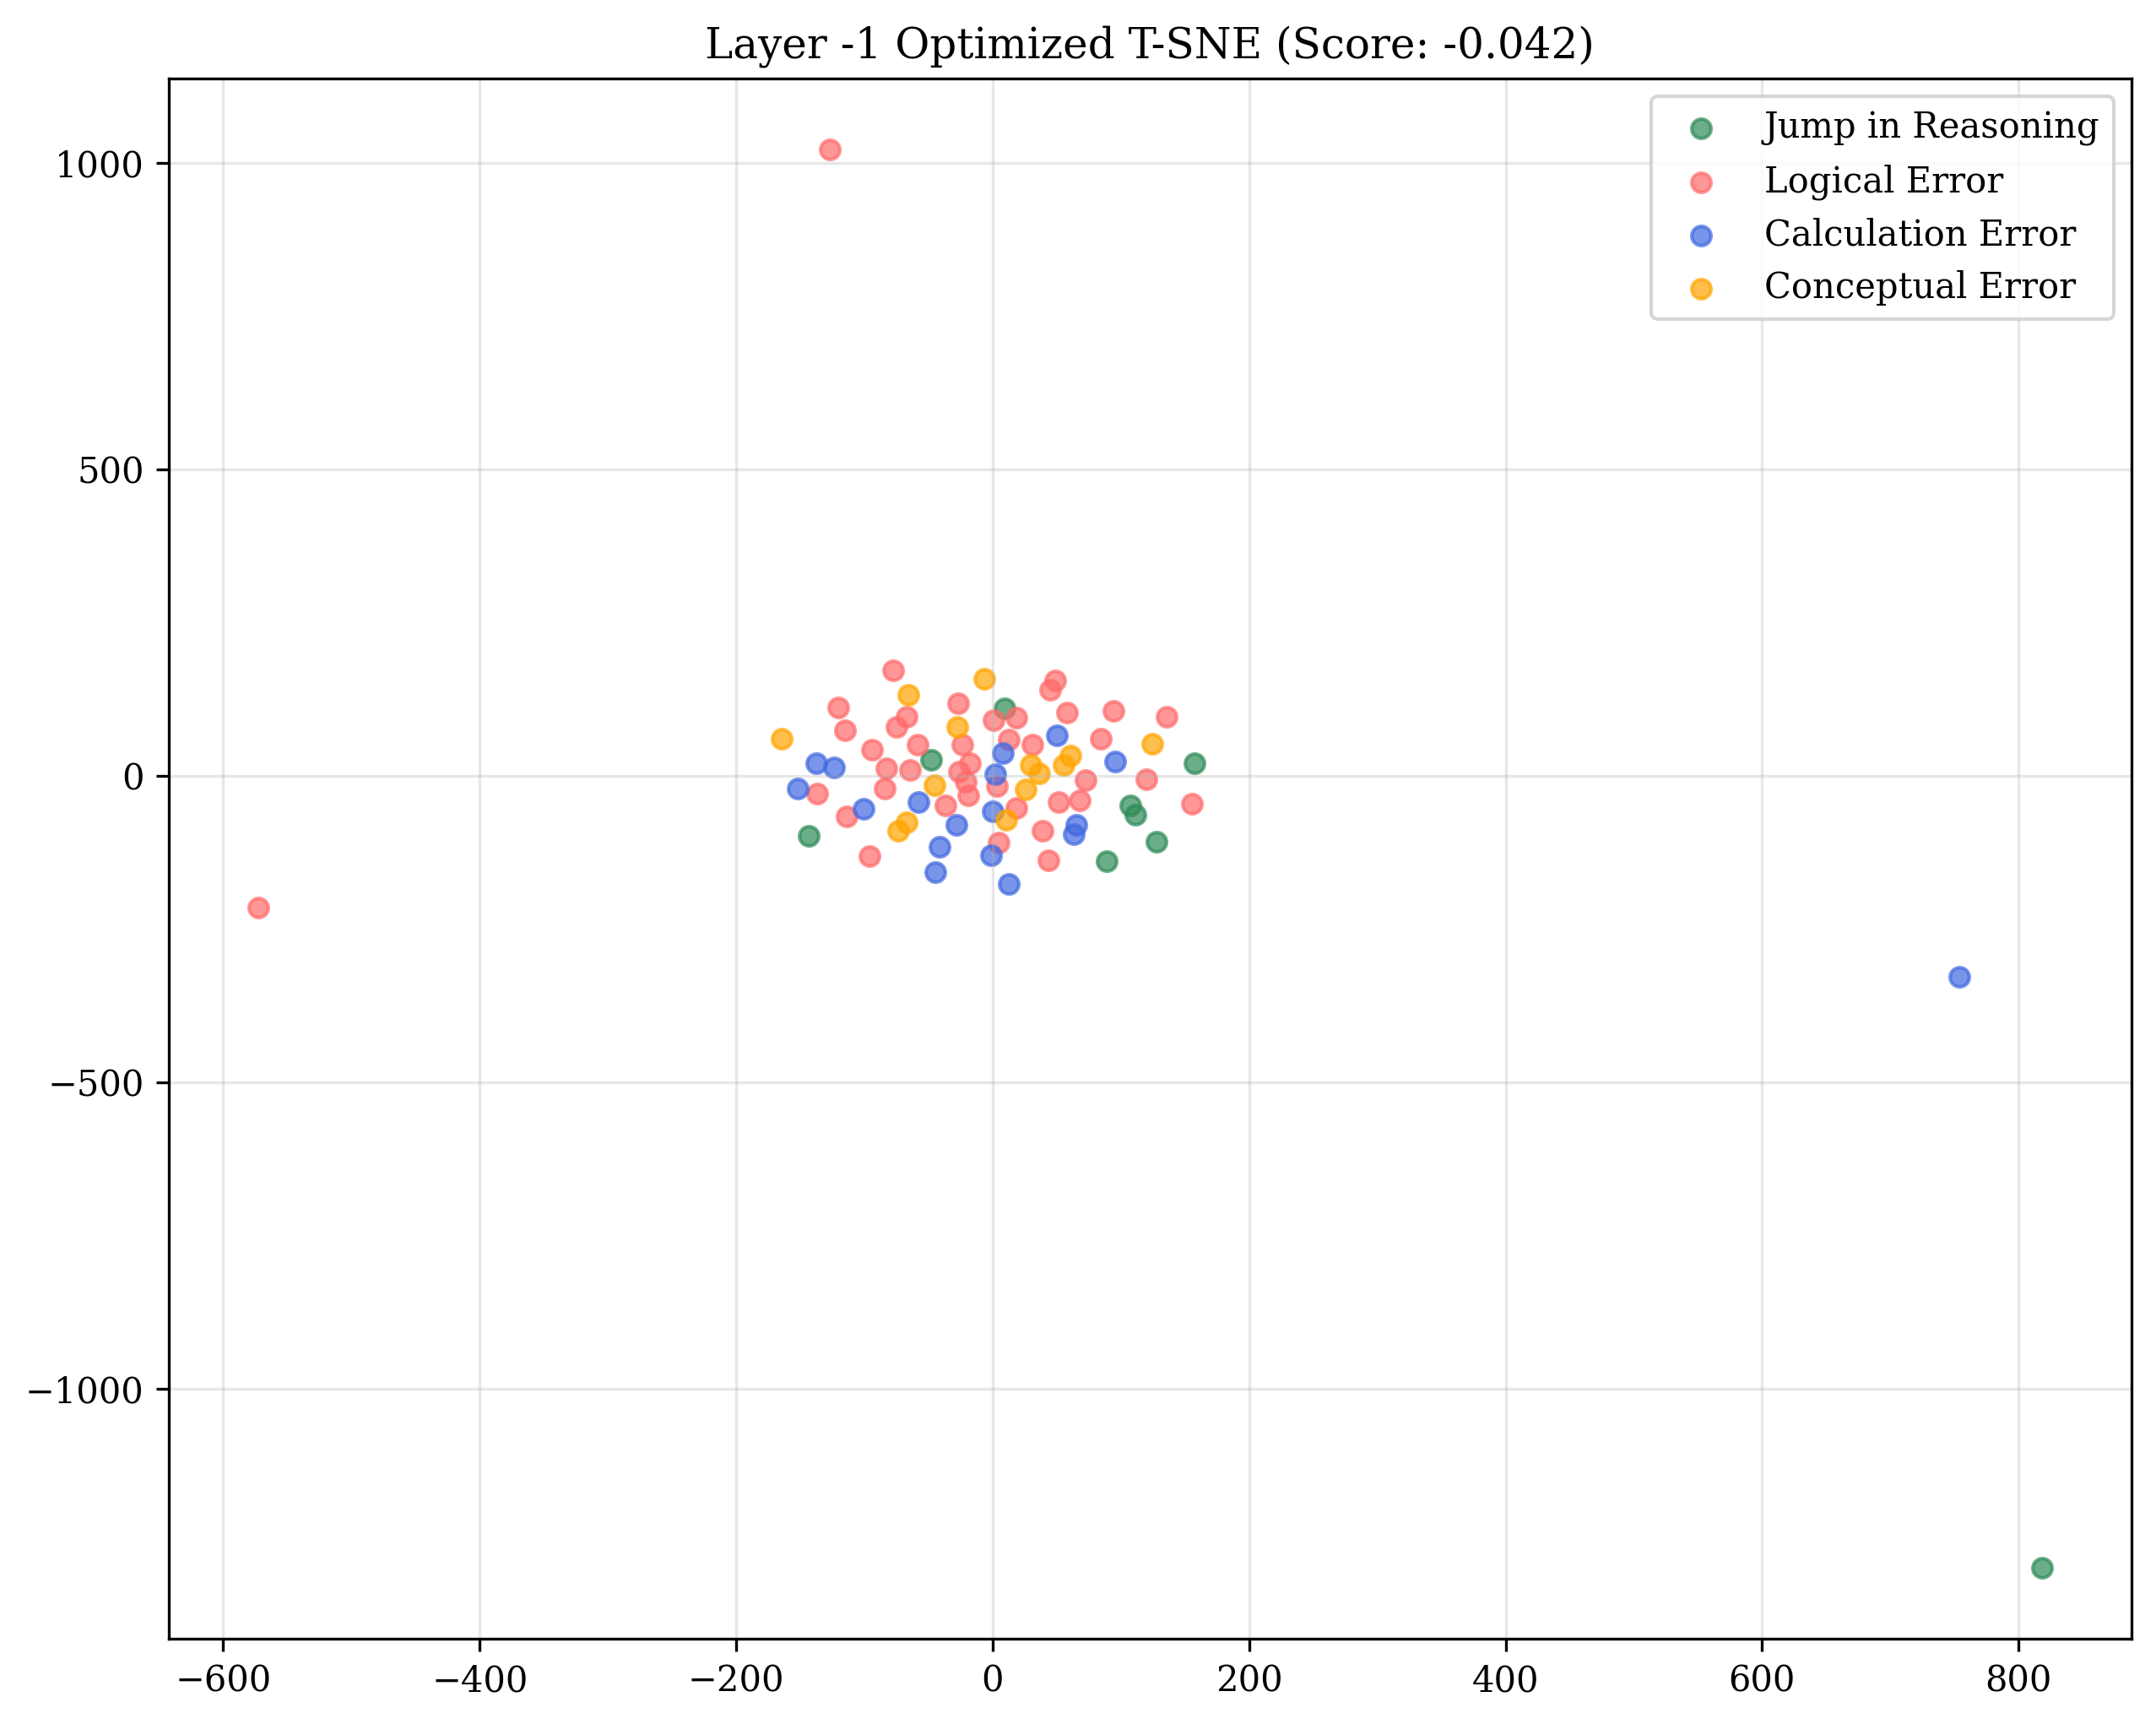 Layer -1 Optimized T-SNE (Score: -0.042)
Jump in Reasoning
Logical Error
Calculation Error
Conceptual Error
1000
500
0
−500
−1000
−600 −400 −200 0 200 400 600 800